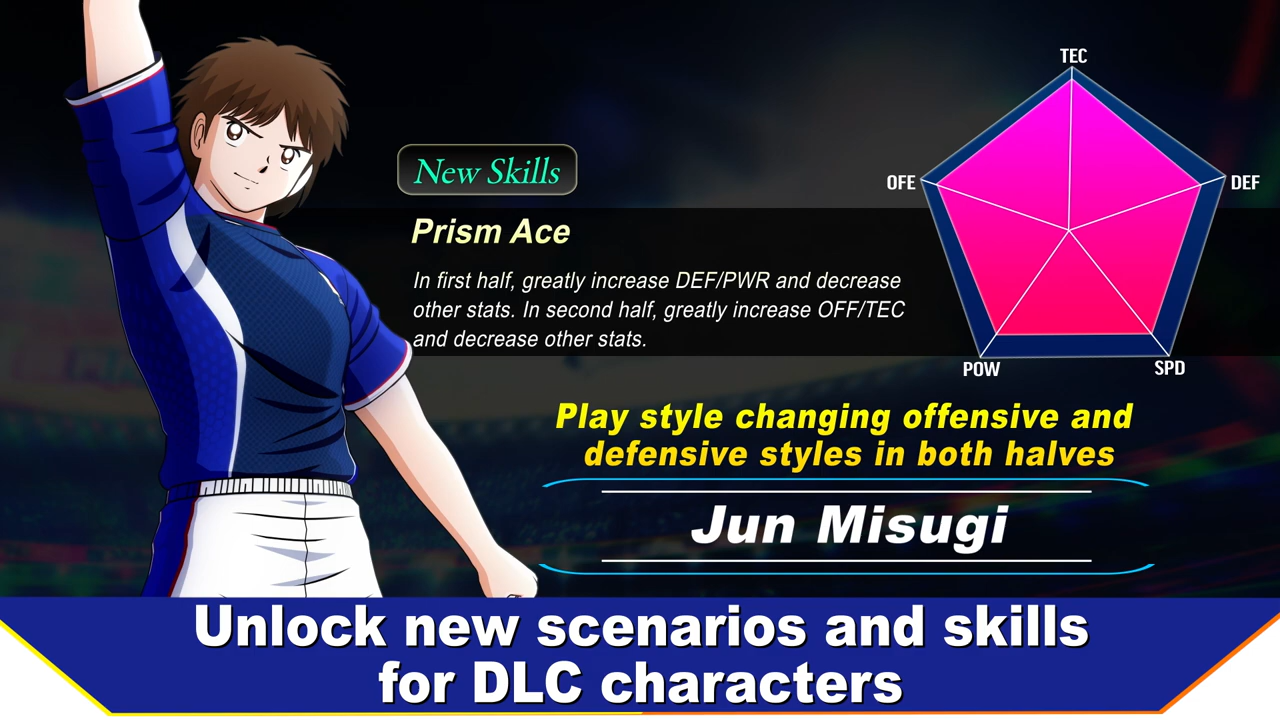 TEC
OFE
DEF
POW
SPD
New Skills
Prism Ace
In first half, greatly increase DEF/PWR and decrease
other stats. In second half, greatly increase OFF/TEC
and decrease other stats.
Play style changing offensive and
defensive styles in both halves
Jun Misugi
Unlock new scenarios and skills
for DLC characters